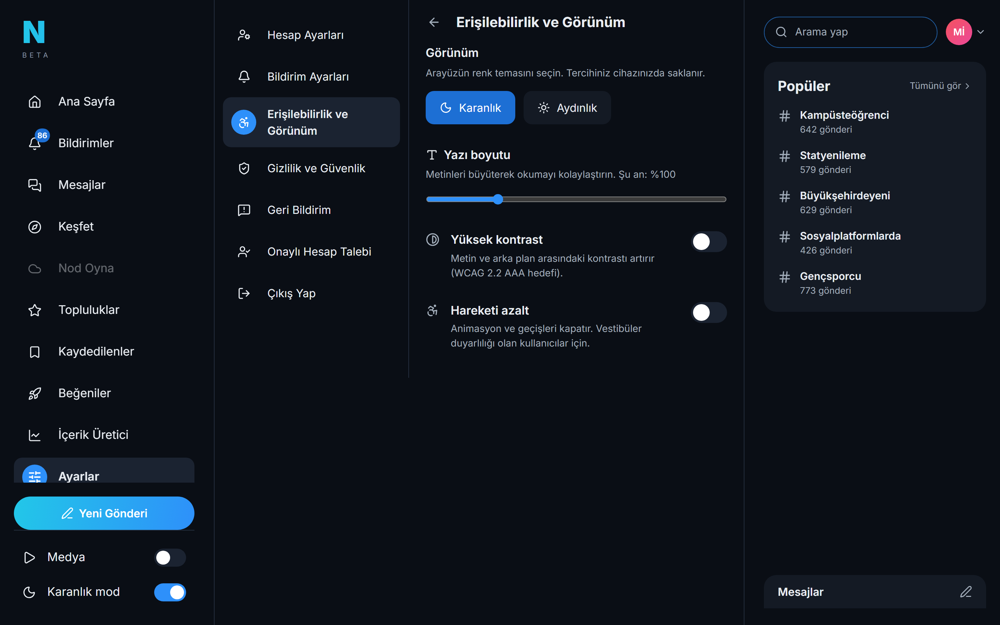 N
BETA
Ana Sayfa
86
Bildirimler
Mesajlar
Keşfet
Nod Oyna
Topluluklar
Kaydedilenler
Beğeniler
İçerik Üretici
Ayarlar
Yeni Gönderi
Medya
Karanlık mod
Hesap Ayarları
Bildirim Ayarları
Erişilebilirlik ve
Görünüm
Gizlilik ve Güvenlik
Geri Bildirim
Onaylı Hesap Talebi
Çıkış Yap
Erişilebilirlik ve Görünüm
Görünüm
Arayüzün renk temasını seçin. Tercihiniz cihazınızda saklanır.
Karanlık
Aydınlık
Yazı boyutu
Metinleri büyüterek okumayı kolaylaştırın. Şu an: %100
Yüksek kontrast
Metin ve arka plan arasındaki kontrastı artırır
(WCAG 2.2 AAA hedefi).
Hareketi azalt
Animasyon ve geçişleri kapatır. Vestibüler
duyarlılığı olan kullanıcılar için.
Arama yap
Mİ
Popüler
Tümünü gör
Kampüsteöğrenci
642 gönderi
Statyenileme
579 gönderi
Büyükşehirdeyeni
629 gönderi
Sosyalplatformlarda
426 gönderi
Gençsporcu
773 gönderi
Mesajlar